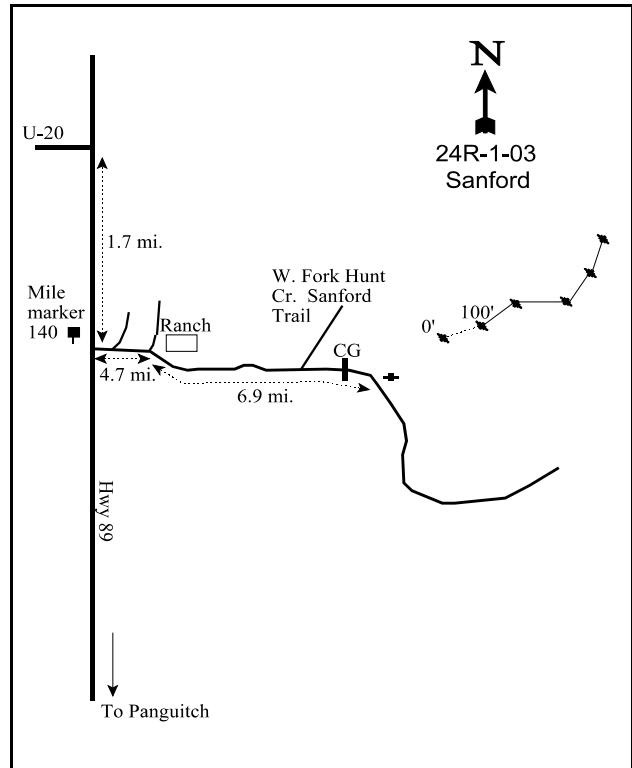 N
24R-1-03
Sanford
U-20
1.7 mi.
Mile
marker
140
Ranch
W. Fork Hunt
Cr. Sanford
Trail
100'
0'
CG
4.7 mi.
6.9 mi.
Hwy 89
To Panguitch